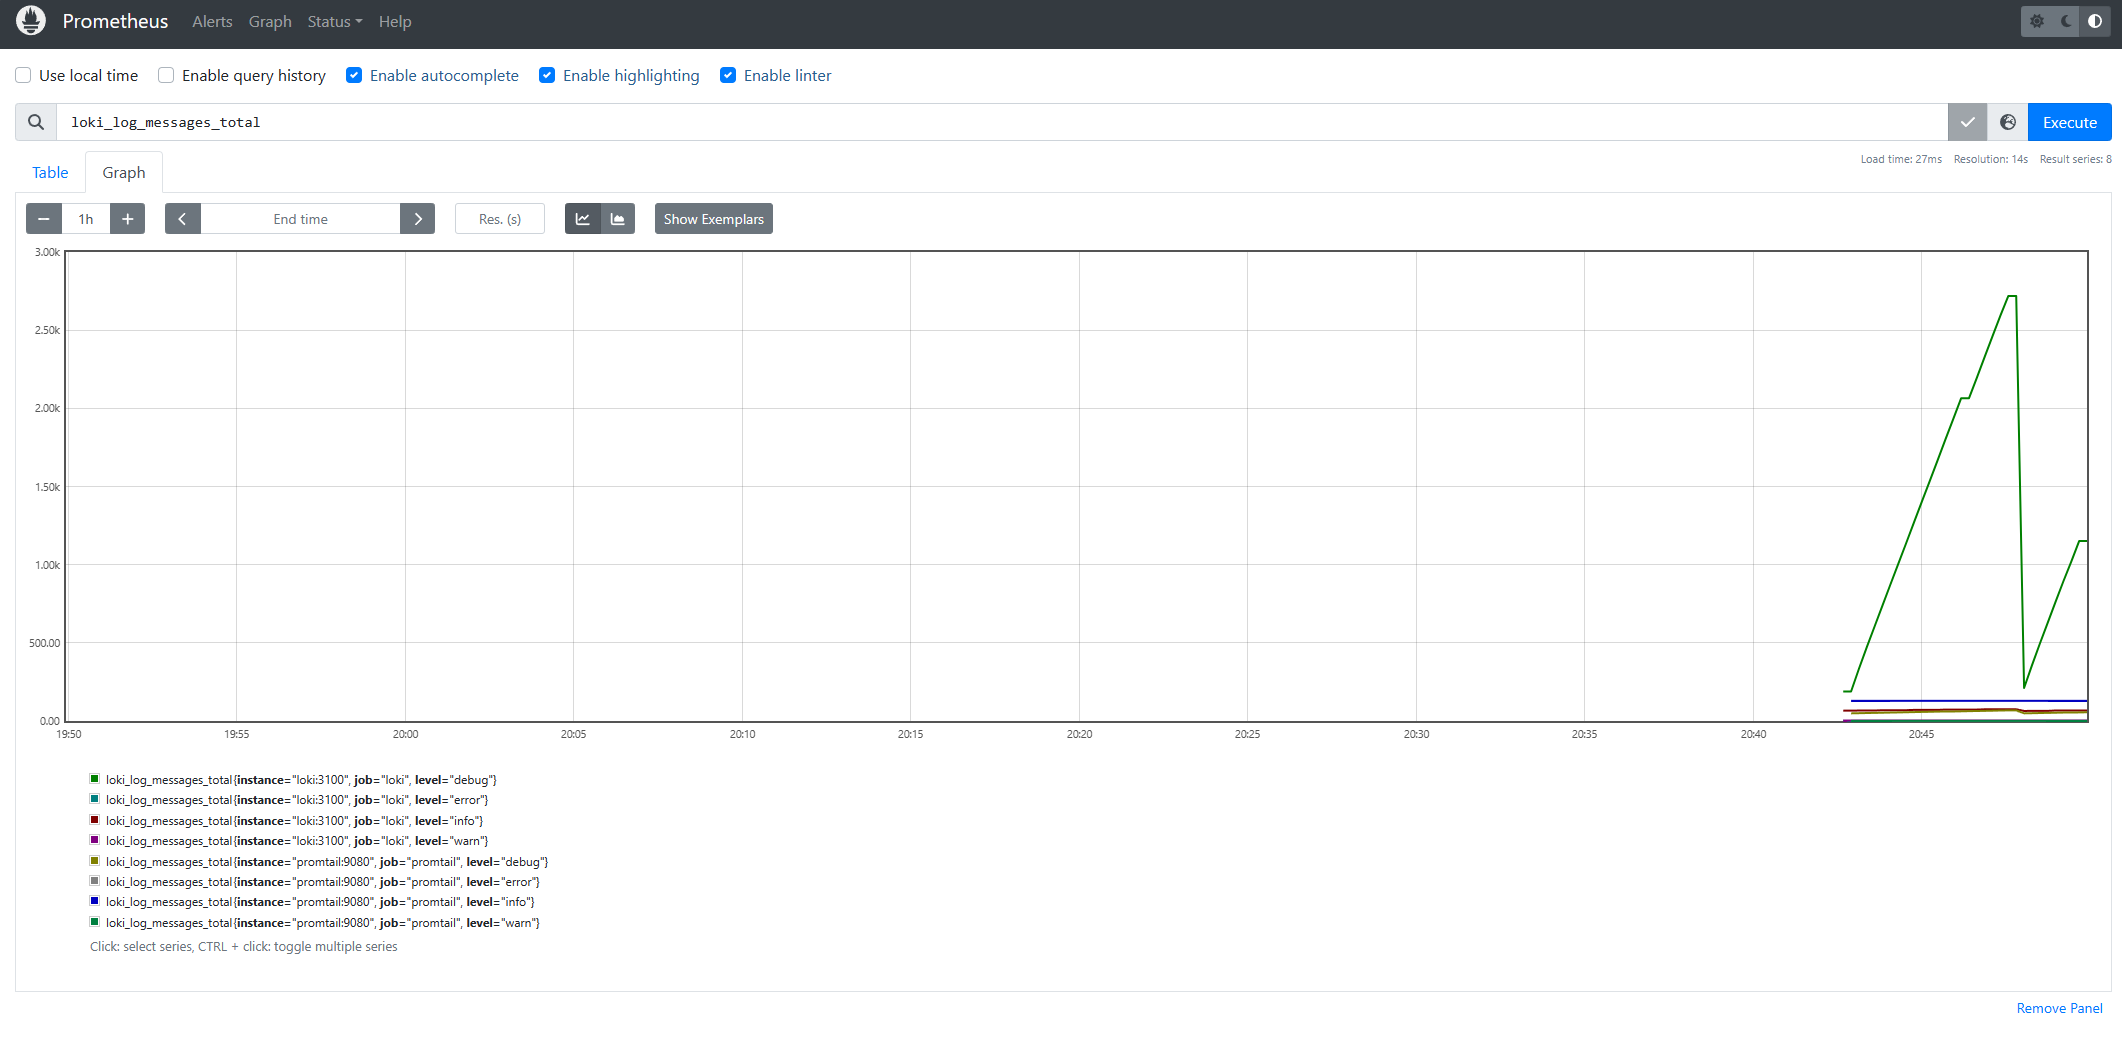 Prometheus Alerts Graph Status Help
Use local time Enable query history Enable autocomplete Enable highlighting Enable linter
loki_log_messages_total Execute
Load time: 27ms Resolution: 14s Result series: 8
Table Graph
1h End time Res. (s) Show Exemplars
3.00k
2.50k
2.00k
1.50k
1.00k
500.00
0.00
19:50 19:55 20:00 20:05 20:10 20:15 20:20 20:25 20:30 20:35 20:40 20:45
loki_log_messages_total{instance="loki:3100", job="loki", level="debug"}
loki_log_messages_total{instance="loki:3100", job="loki", level="error"}
loki_log_messages_total{instance="loki:3100", job="loki", level="info"}
loki_log_messages_total{instance="loki:3100", job="loki", level="warn"}
loki_log_messages_total{instance="promtail:9080", job="promtail", level="debug"}
loki_log_messages_total{instance="promtail:9080", job="promtail", level="error"}
loki_log_messages_total{instance="promtail:9080", job="promtail", level="info"}
loki_log_messages_total{instance="promtail:9080", job="promtail", level="warn"}
Click: select series, CTRL + click: toggle multiple series
Remove Panel